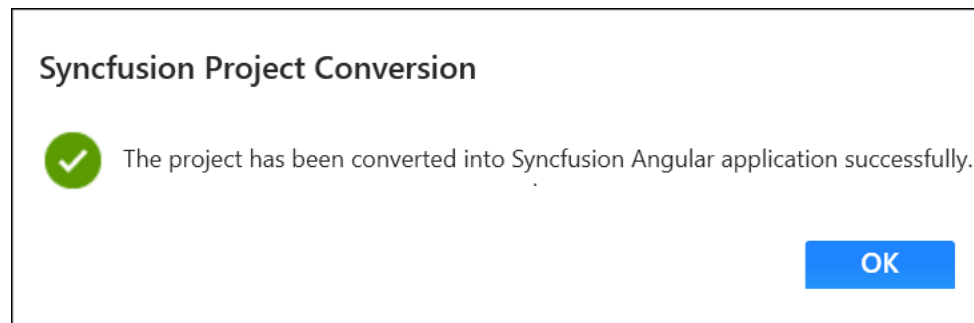 Syncfusion Project Conversion
The project has been converted into Syncfusion Angular application successfully.
OK